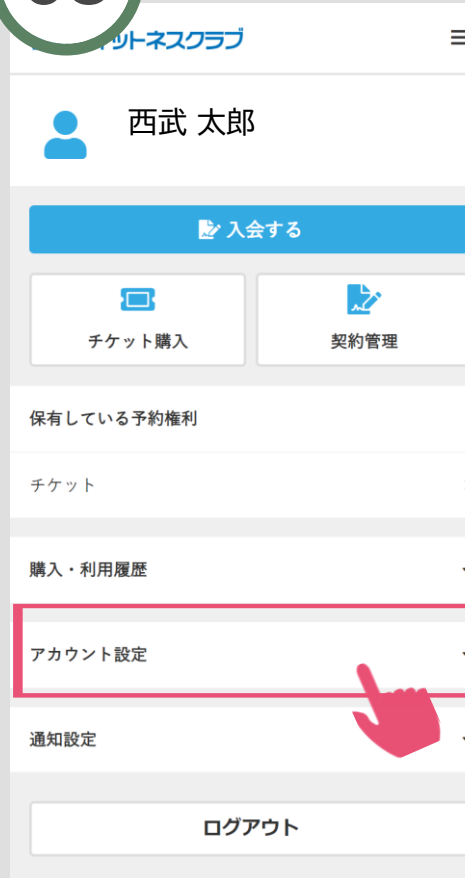 ットネスクラブ
西武 太郎
入会する
チケット購入
契約管理
保有している予約権利
チケット
購入・利用履歴
アカウント設定
通知設定
ログアウト